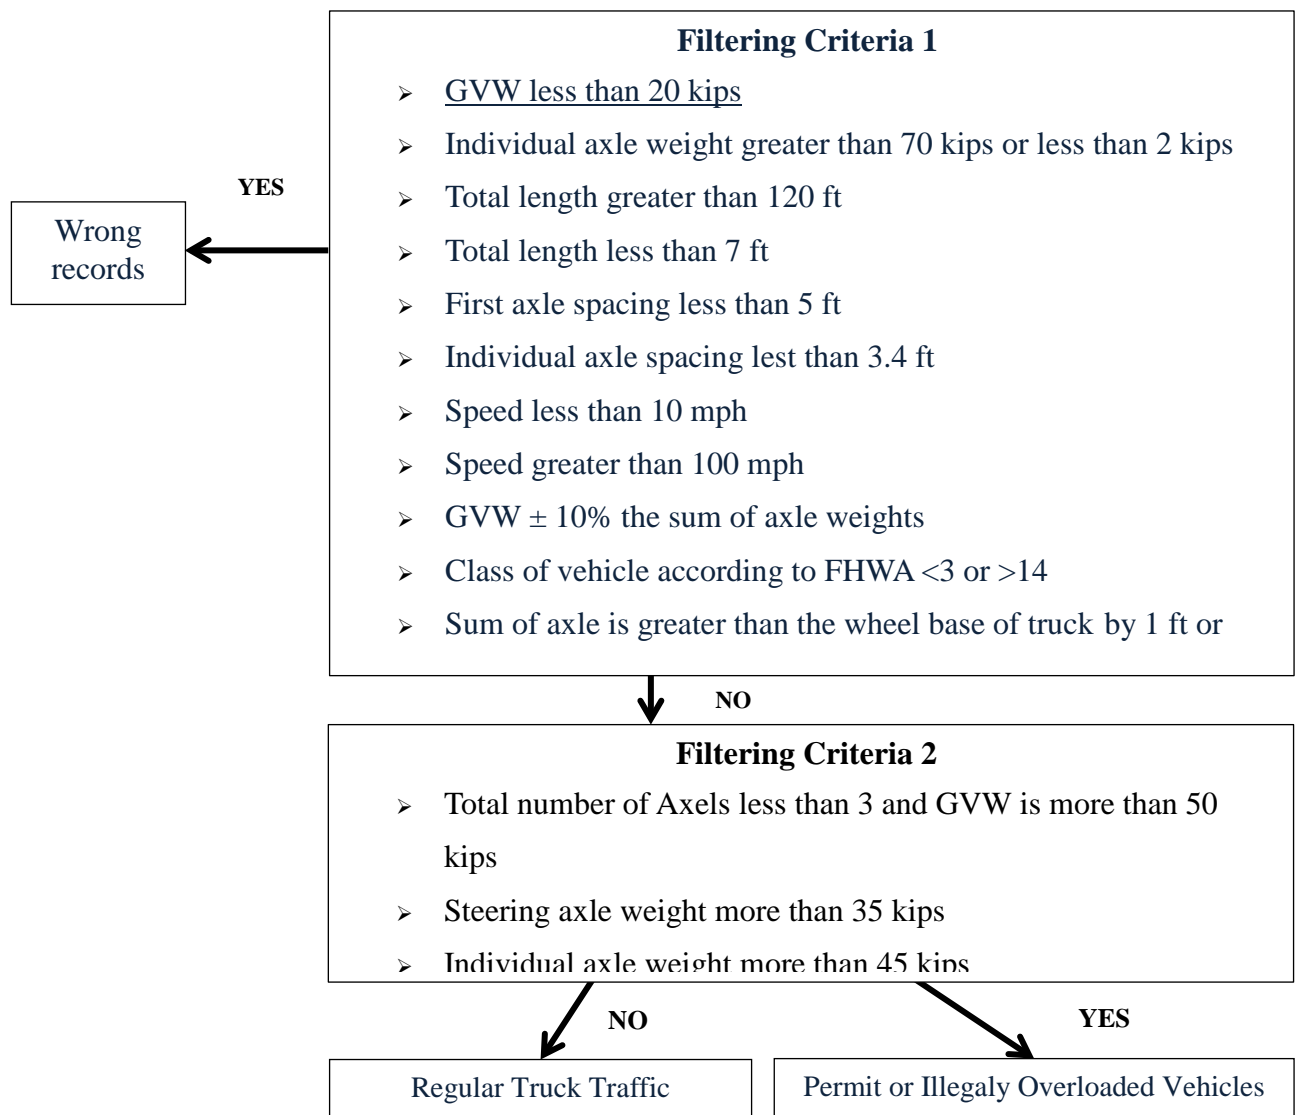 Filtering Criteria 1
➢ GVW less than 20 kips
➢ Individual axle weight greater than 70 kips or less than 2 kips
YES
Wrong
records
➢ Total length greater than 120 ft
➢ Total length less than 7 ft
➢ First axle spacing less than 5 ft
➢ Individual axle spacing lest than 3.4 ft
➢ Speed less than 10 mph
➢ Speed greater than 100 mph
➢ GVW ± 10% the sum of axle weights
➢ Class of vehicle according to FHWA <3 or >14
➢ Sum of axle is greater than the wheel base of truck by 1 ft or
NO
Filtering Criteria 2
➢ Total number of Axels less than 3 and GVW is more than 50
kips
➢ Steering axle weight more than 35 kips
➢ Individual axle weight more than 45 kips
NO
YES
Regular Truck Traffic
Permit or Illegaly Overloaded Vehicles